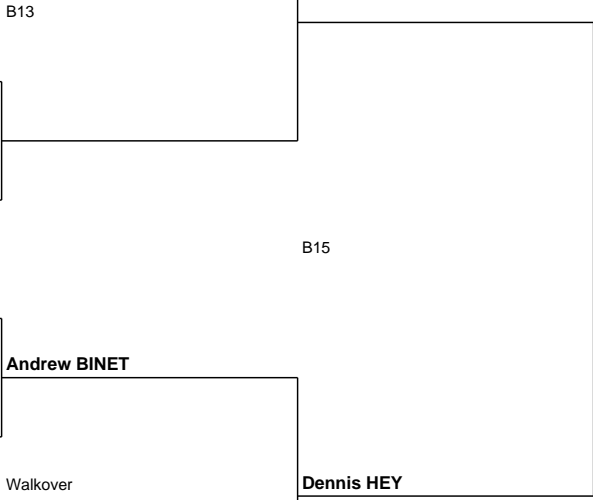 B13
B15
Andrew BINET
Walkover
Dennis HEY